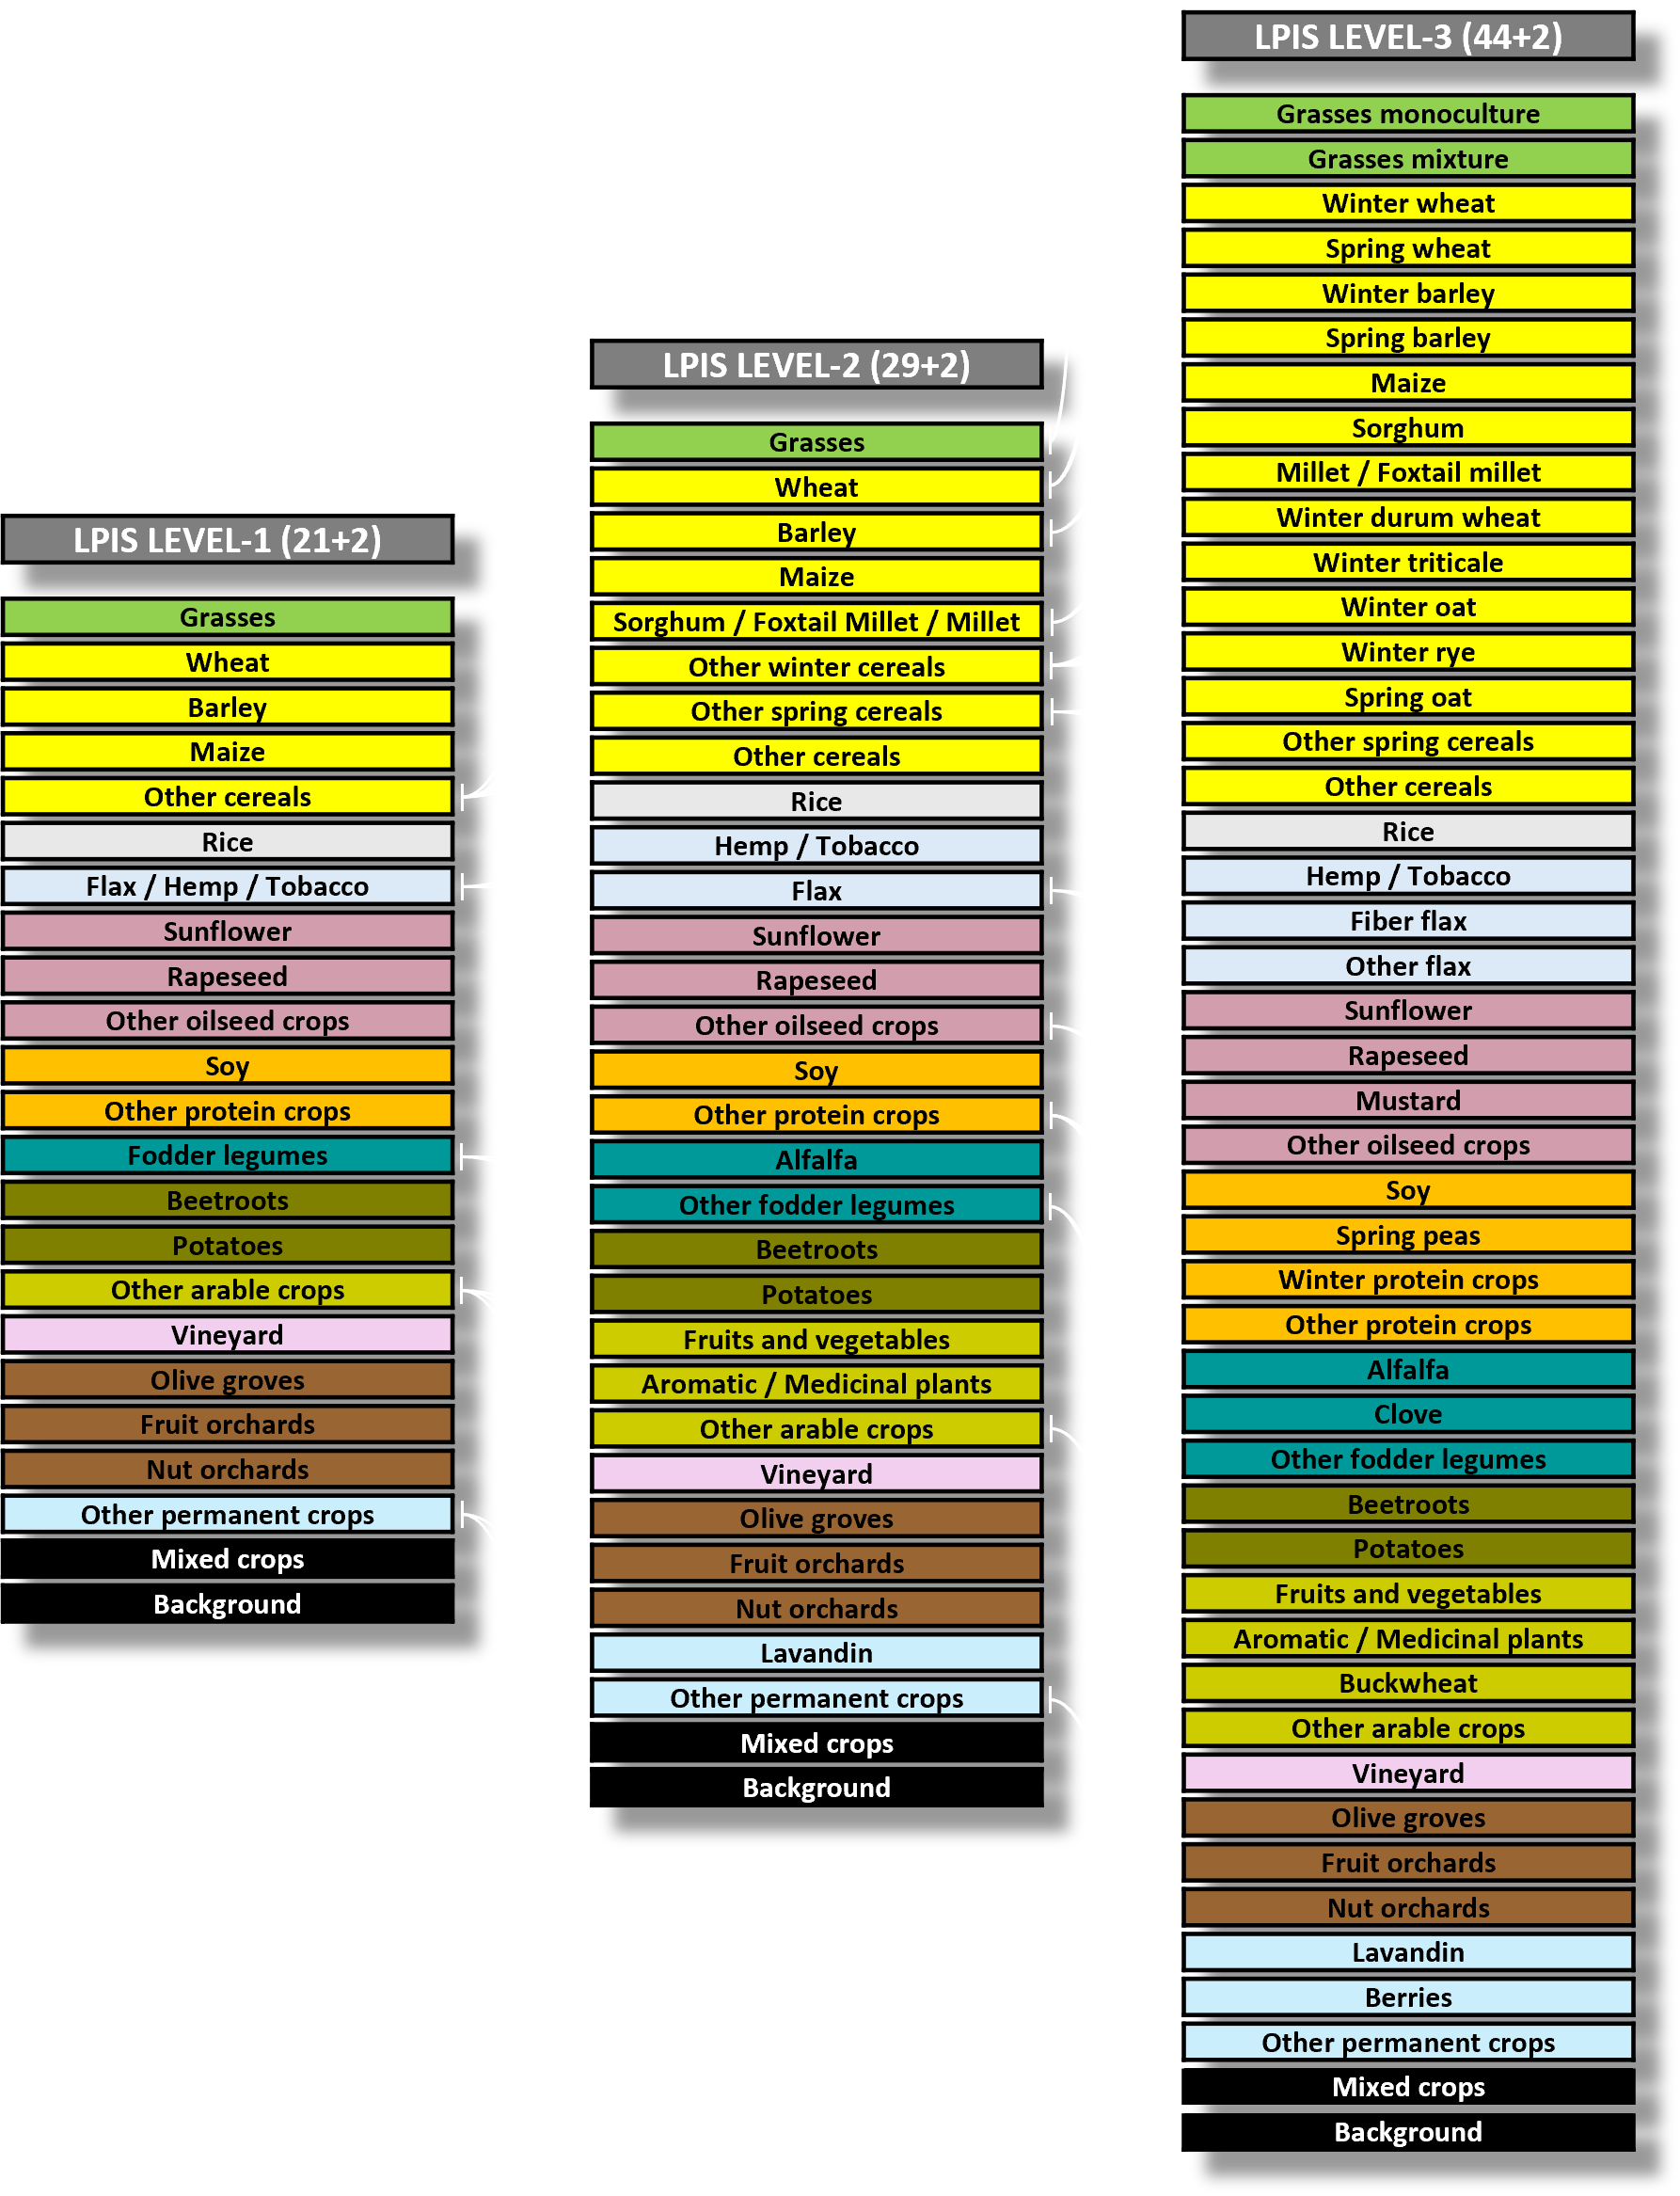 LPIS LEVEL-1 (21+2)
Grasses
Wheat
Barley
Maize
Other cereals
Rice
Flax / Hemp / Tobacco
Sunflower
Rapeseed
Other oilseed crops
Soy
Other protein crops
Fodder legumes
Beetroots
Potatoes
Other arable crops
Vineyard
Olive groves
Fruit orchards
Nut orchards
Other permanent crops
Mixed crops
Background
LPIS LEVEL-2 (29+2)
Grasses
Wheat
Barley
Maize
Sorghum / Foxtail Millet / Millet
Other winter cereals
Other spring cereals
Other cereals
Rice
Hemp / Tobacco
Flax
Sunflower
Rapeseed
Other oilseed crops
Soy
Other protein crops
Alfalfa
Other fodder legumes
Beetroots
Potatoes
Fruits and vegetables
Aromatic / Medicinal plants
Other arable crops
Vineyard
Olive groves
Fruit orchards
Nut orchards
Lavandin
Other permanent crops
Mixed crops
Background
LPIS LEVEL-3 (44+2)
Grasses monoculture
Grasses mixture
Winter wheat
Spring wheat
Winter barley
Spring barley
Maize
Sorghum
Millet / Foxtail millet
Winter durum wheat
Winter triticale
Winter oat
Winter rye
Spring oat
Other spring cereals
Other cereals
Rice
Hemp / Tobacco
Fiber flax
Other flax
Sunflower
Rapeseed
Mustard
Other oilseed crops
Soy
Spring peas
Winter protein crops
Other protein crops
Alfalfa
Clove
Other fodder legumes
Beetroots
Potatoes
Fruits and vegetables
Aromatic / Medicinal plants
Buckwheat
Other arable crops
Vineyard
Olive groves
Fruit orchards
Nut orchards
Lavandin
Berries
Other permanent crops
Mixed crops
Background